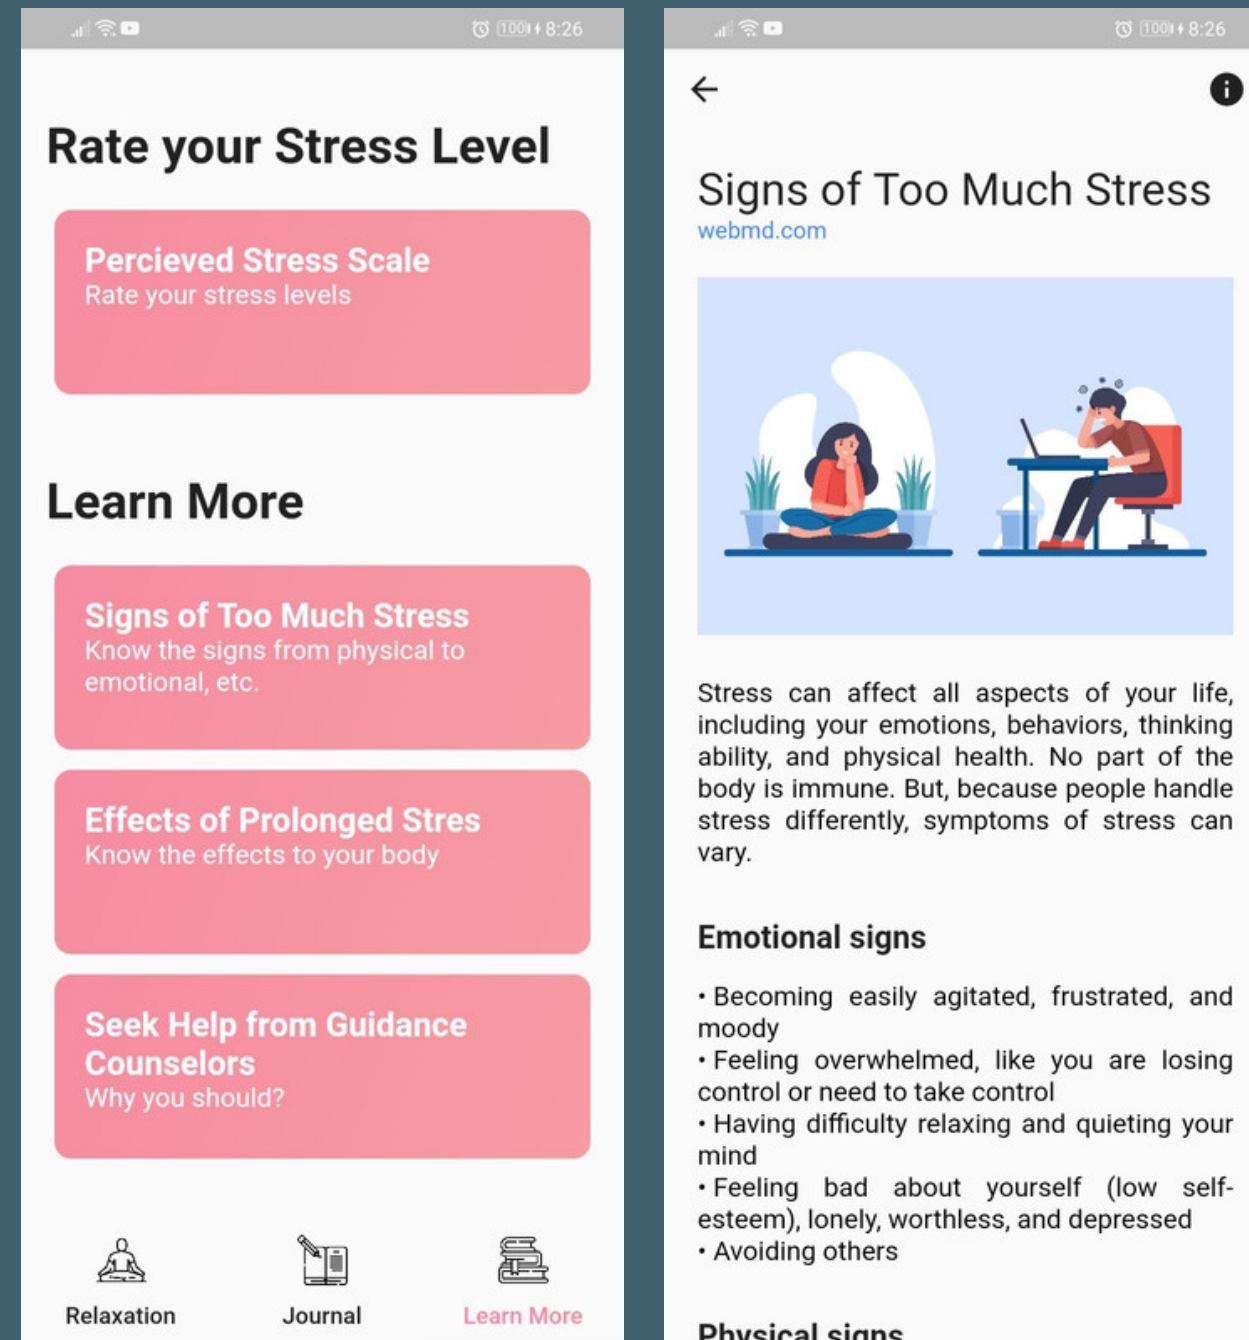 100 8:26
Rate your Stress Level
Percieved Stress Scale
Rate your stress levels
Learn More
Signs of Too Much Stress
Know the signs from physical to
emotional, etc.
Effects of Prolonged Stres
Know the effects to your body
Seek Help from Guidance
Counselors
Why you should?
Relaxation
Journal
Learn More
100 8:26
Signs of Too Much Stress
webmd.com
Stress can affect all aspects of your life,
including your emotions, behaviors, thinking
ability, and physical health. No part of the
body is immune. But, because people handle
stress differently, symptoms of stress can
vary.
Emotional signs
• Becoming easily agitated, frustrated, and
moody
• Feeling overwhelmed, like you are losing
control or need to take control
• Having difficulty relaxing and quieting your
mind
• Feeling bad about yourself (low self-
esteem), lonely, worthless, and depressed
• Avoiding others
Physical signs